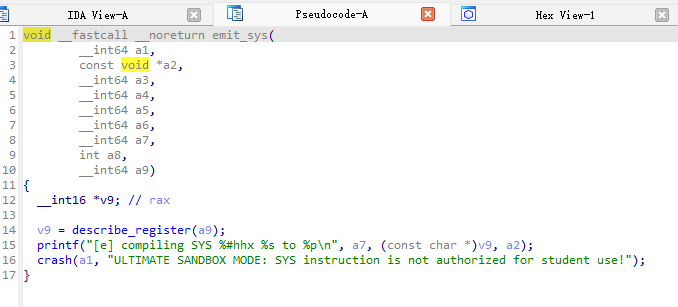 IDA View-A Pseudocode-A Hex View-1
1 void __fastcall __noreturn emit_sys(
2 __int64 a1,
3 const void *a2,
4 __int64 a3,
5 __int64 a4,
6 __int64 a5,
7 __int64 a6,
8 __int64 a7,
9 int a8,
10 __int64 a9)
11 {
12 __int16 *v9; // rax
13
14 v9 = describe_register(a9);
15 printf("[e] compiling SYS %#hhx %s to %p\n", a7, (const char *)v9, a2);
16 crash(a1, "ULTIMATE SANDBOX MODE: SYS instruction is not authorized for student use!");
17 }